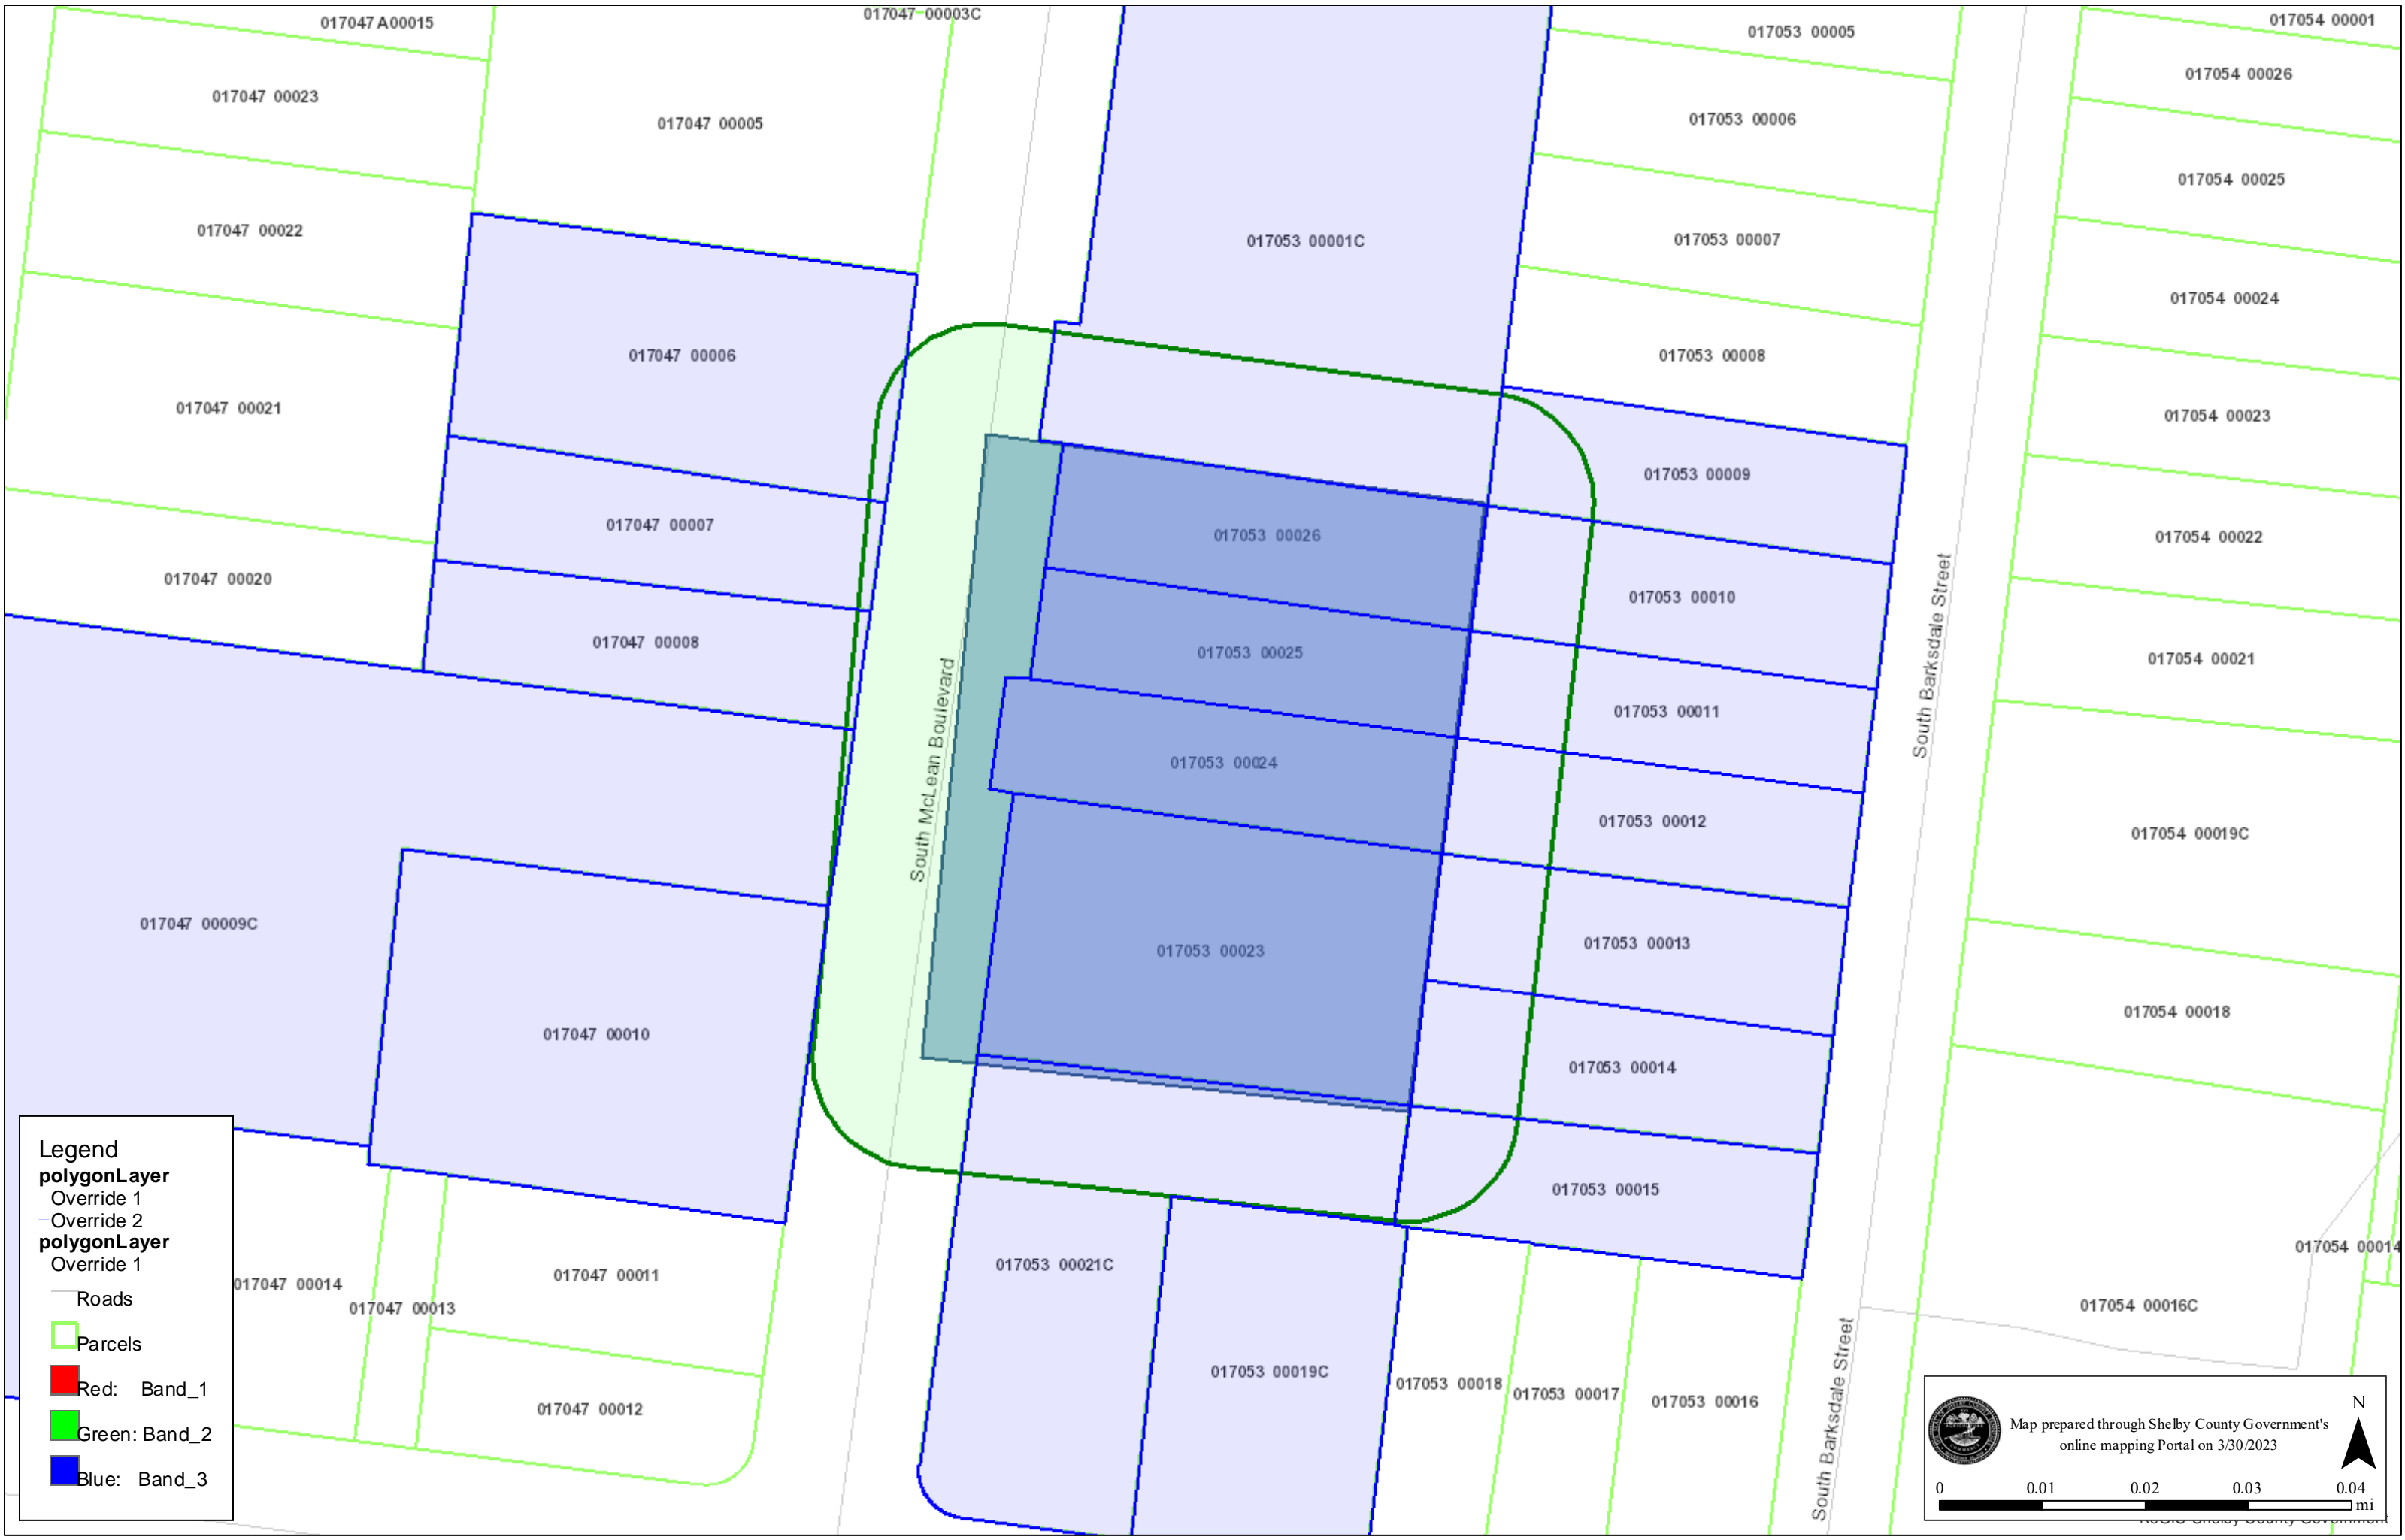 017047 A00015
017047 00003C
017053 00005
017054 00001
017047 00023
017047 00005
017053 00006
017054 00026
017047 00022
017053 00001C
017053 00007
017054 00025
017047 00006
017053 00008
017054 00024
017047 00021
017053 00009
017054 00023
017047 00007
017053 00026
017054 00022
017047 00020
017053 00010
017047 00008
017053 00025
017054 00021
South Barksdale Street
017053 00011
017053 00024
South McLean Boulevard
017053 00012
017054 00019C
017047 00009C
017053 00023
017053 00013
017054 00018
017047 00010
017053 00014
017053 00015
017053 00021C
017054 00014
017047 00011
017047 00014
017047 00013
017054 00016C
017053 00019C
017053 00018
017053 00017
017053 00016
017047 00012
South Barksdale Street
Legend
polygonLayer
Override 1
Override 2
polygonLayer
Override 1
Roads
Parcels
Red: Band_1
Green: Band_2
Blue: Band_3
N
Map prepared through Shelby County Government's
online mapping Portal on 3/30/2023
0 0.01 0.02 0.03 0.04
mi